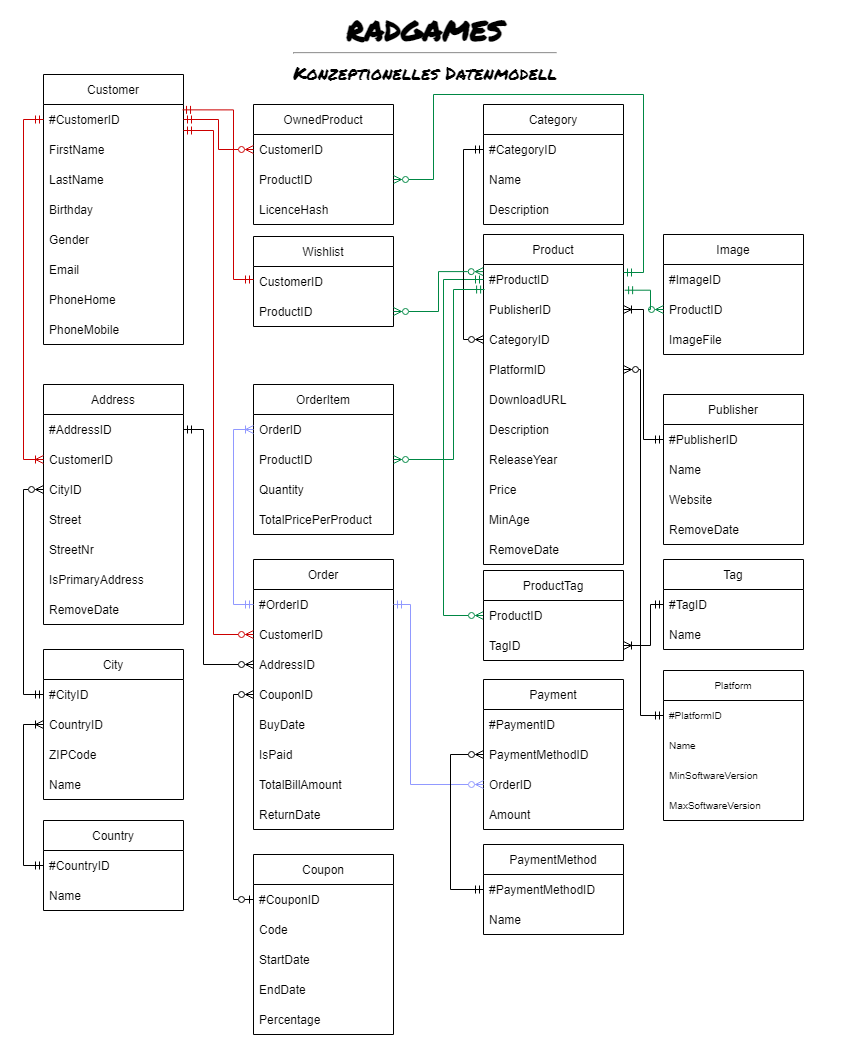 RADGAMES
Konzeptionelles Datenmodell
Customer
#CustomerID
FirstName
LastName
Birthday
Gender
Email
PhoneHome
PhoneMobile
Address
#AddressID
CustomerID
CityID
Street
StreetNr
IsPrimaryAddress
RemoveDate
City
#CityID
CountryID
ZIPCode
Name
Country
#CountryID
Name
OwnedProduct
CustomerID
ProductID
LicenceHash
Wishlist
CustomerID
ProductID
OrderItem
OrderID
ProductID
Quantity
TotalPricePerProduct
Order
#OrderID
CustomerID
AddressID
CouponID
BuyDate
IsPaid
TotalBillAmount
ReturnDate
Coupon
#CouponID
Code
StartDate
EndDate
Percentage
Category
#CategoryID
Name
Description
Product
#ProductID
PublisherID
CategoryID
PlatformID
DownloadURL
Description
ReleaseYear
Price
MinAge
RemoveDate
ProductTag
ProductID
TagID
Payment
#PaymentID
PaymentMethodID
OrderID
Amount
PaymentMethod
#PaymentMethodID
Name
Image
#ImageID
ProductID
ImageFile
Publisher
#PublisherID
Name
Website
RemoveDate
Tag
#TagID
Name
Platform
#PlatformID
Name
MinSoftwareVersion
MaxSoftwareVersion